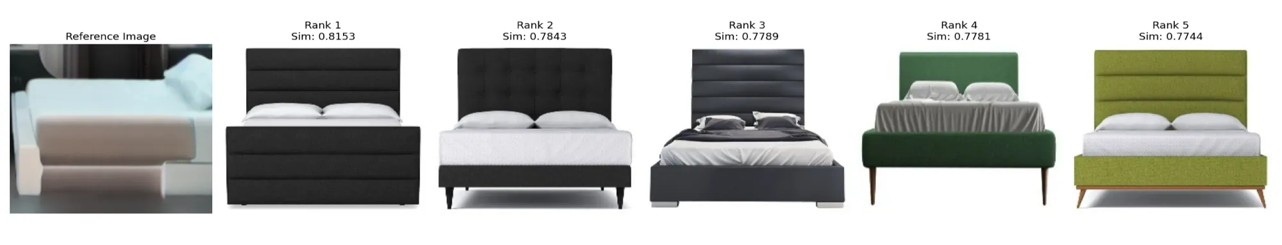 Reference Image
Rank 1
Sim: 0.8153
Rank 2
Sim: 0.7843
Rank 3
Sim: 0.7789
Rank 4
Sim: 0.7781
Rank 5
Sim: 0.7744